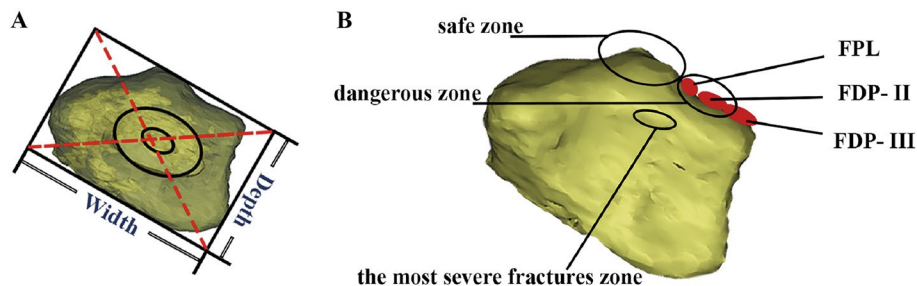 A
Width
Depth
B
safe zone
dangerous zone
FPL
FDP- II
FDP- III
the most severe fractures zone